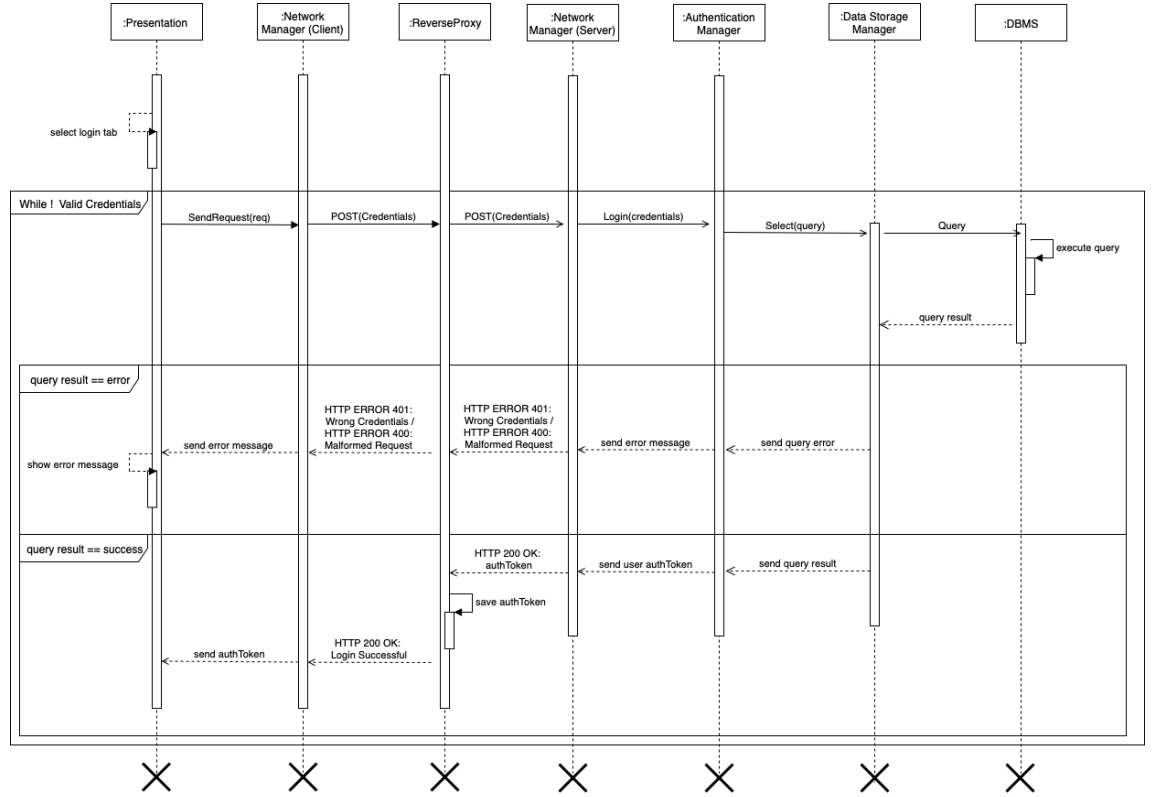 :Presentation
:Network
Manager (Client)
:ReverseProxy
:Network
Manager (Server)
:Authentication
Manager
:Data Storage
Manager
:DBMS
select login tab
While ! Valid Credentials
SendRequest(req)
POST(Credentials)
POST(Credentials)
Login(credentials)
Select(query)
Query
execute query
query result
query result == error
HTTP ERROR 401:
Wrong Credentials /
HTTP ERROR 400:
Malformed Request
HTTP ERROR 401:
Wrong Credentials /
HTTP ERROR 400:
Malformed Request
send error message
send error message
send query error
show error message
query result == success
HTTP 200 OK:
authToken
send user authToken
send query result
save authToken
HTTP 200 OK:
Login Successful
send authToken